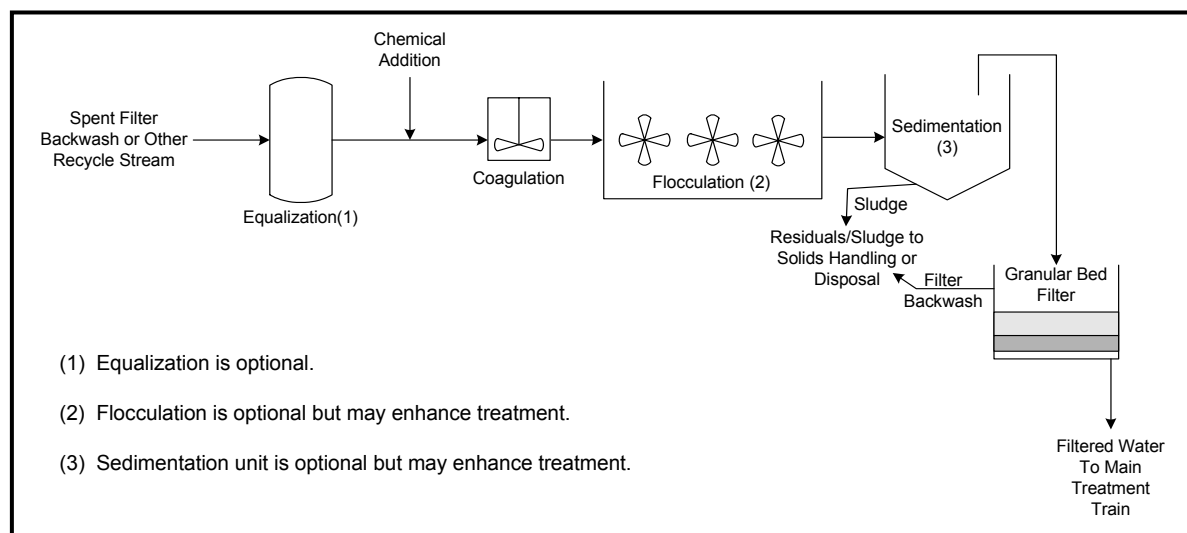 Chemical
Addition
Spent Filter
Backwash or Other
Recycle Stream
Equalization(1)
Coagulation
Flocculation (2)
Sedimentation
(3)
Sludge
Residuals/Sludge to
Solids Handling or
Disposal
Filter
Backwash
Granular Bed
Filter
Filtered Water
To Main
Treatment
Train
(1) Equalization is optional.
(2) Flocculation is optional but may enhance treatment.
(3) Sedimentation unit is optional but may enhance treatment.